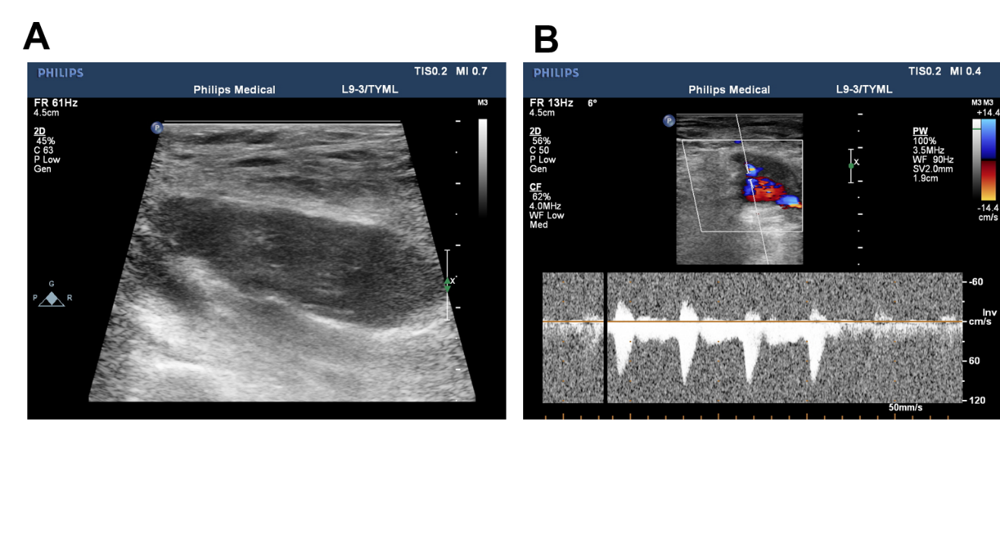 A
PHILIPS
TIS0.2 MI 0.7
Philips Medical L9-3/TYML
FR 61Hz
4.5cm
M3
P
2D
45%
C 63
P Low
Gen
X
G
P R
B
PHILIPS
TIS0.2 MI 0.4
Philips Medical L9-3/TYML
FR 13Hz 6°
4.5cm
M3 M3
+14.4
P
2D
56%
C 50
P Low
Gen
CF
62%
4.0MHz
WF Low
Med
X
PW
100%
3.5MHz
WF 90Hz
SV2.0mm
1.9cm
-14.4
cm/s
-60
Inv
cm/s
60
120
50mm/s